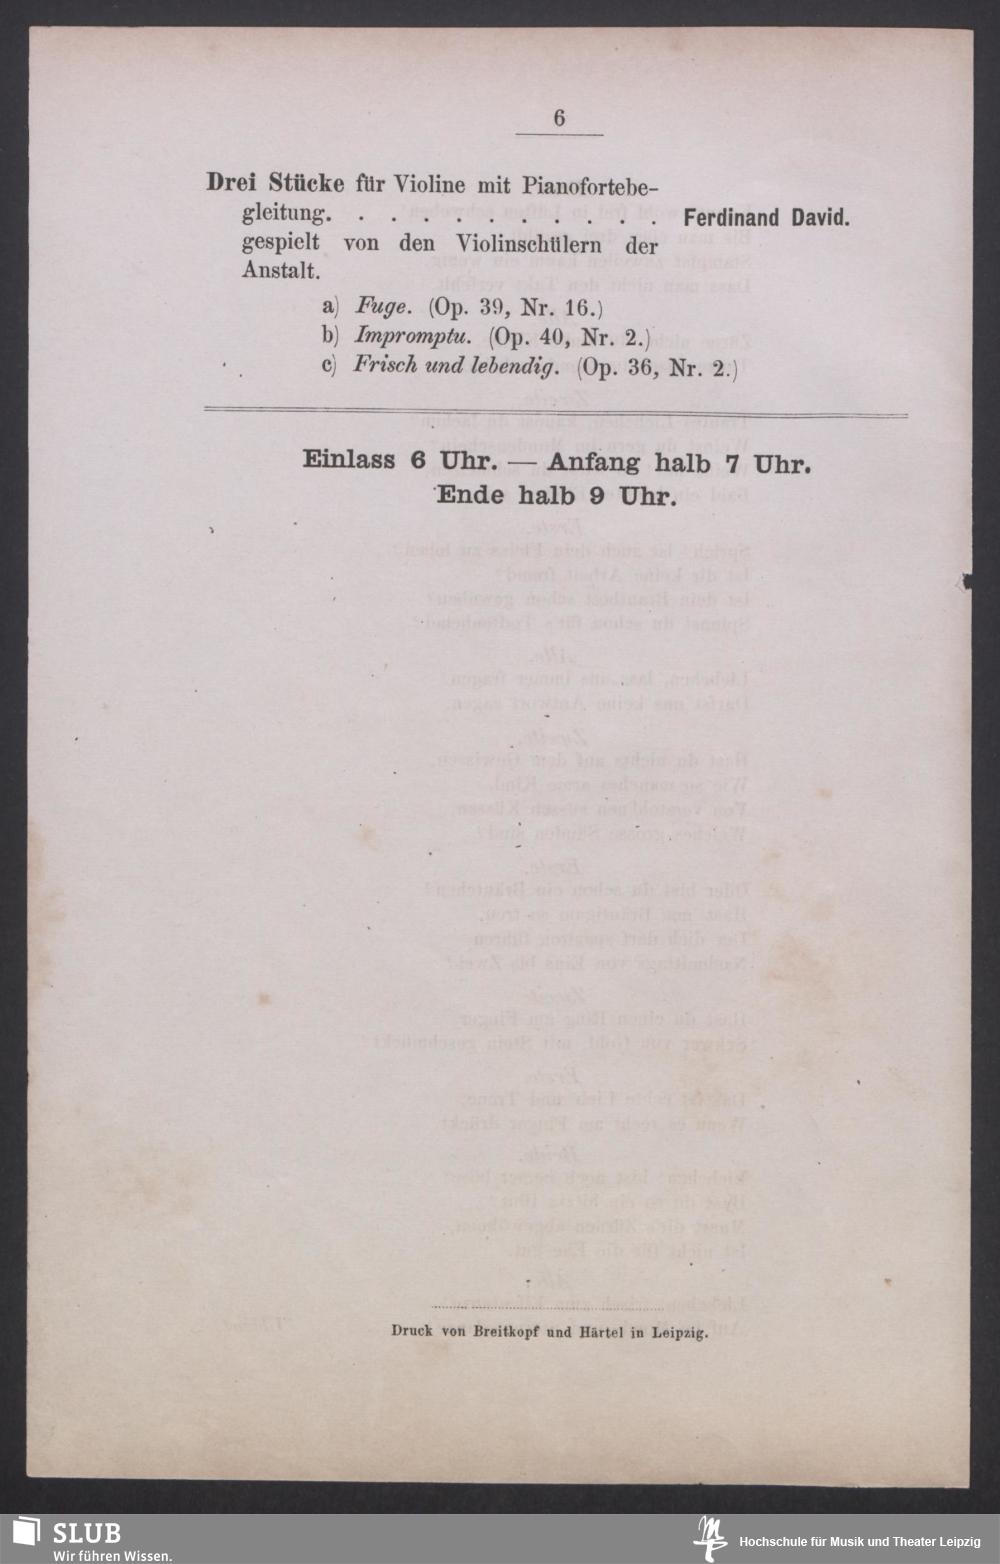 6
Drei Stücke für Violine mit Pianofortebe-
gleitung. . . . . . . . . . . Ferdinand David.
gespielt von den Violinschülern der
Anstalt.
a) Fuge. (Op. 39, Nr. 16.)
b) Impromptu. (Op. 40, Nr. 2.)
c) Frisch und lebendig. (Op. 36, Nr. 2.)
Einlass 6 Uhr. — Anfang halb 7 Uhr.
Ende halb 9 Uhr.
Druck von Breitkopf und Härtel in Leipzig.
SLUB
Wir führen Wissen.
Hochschule für Musik und Theater Leipzig